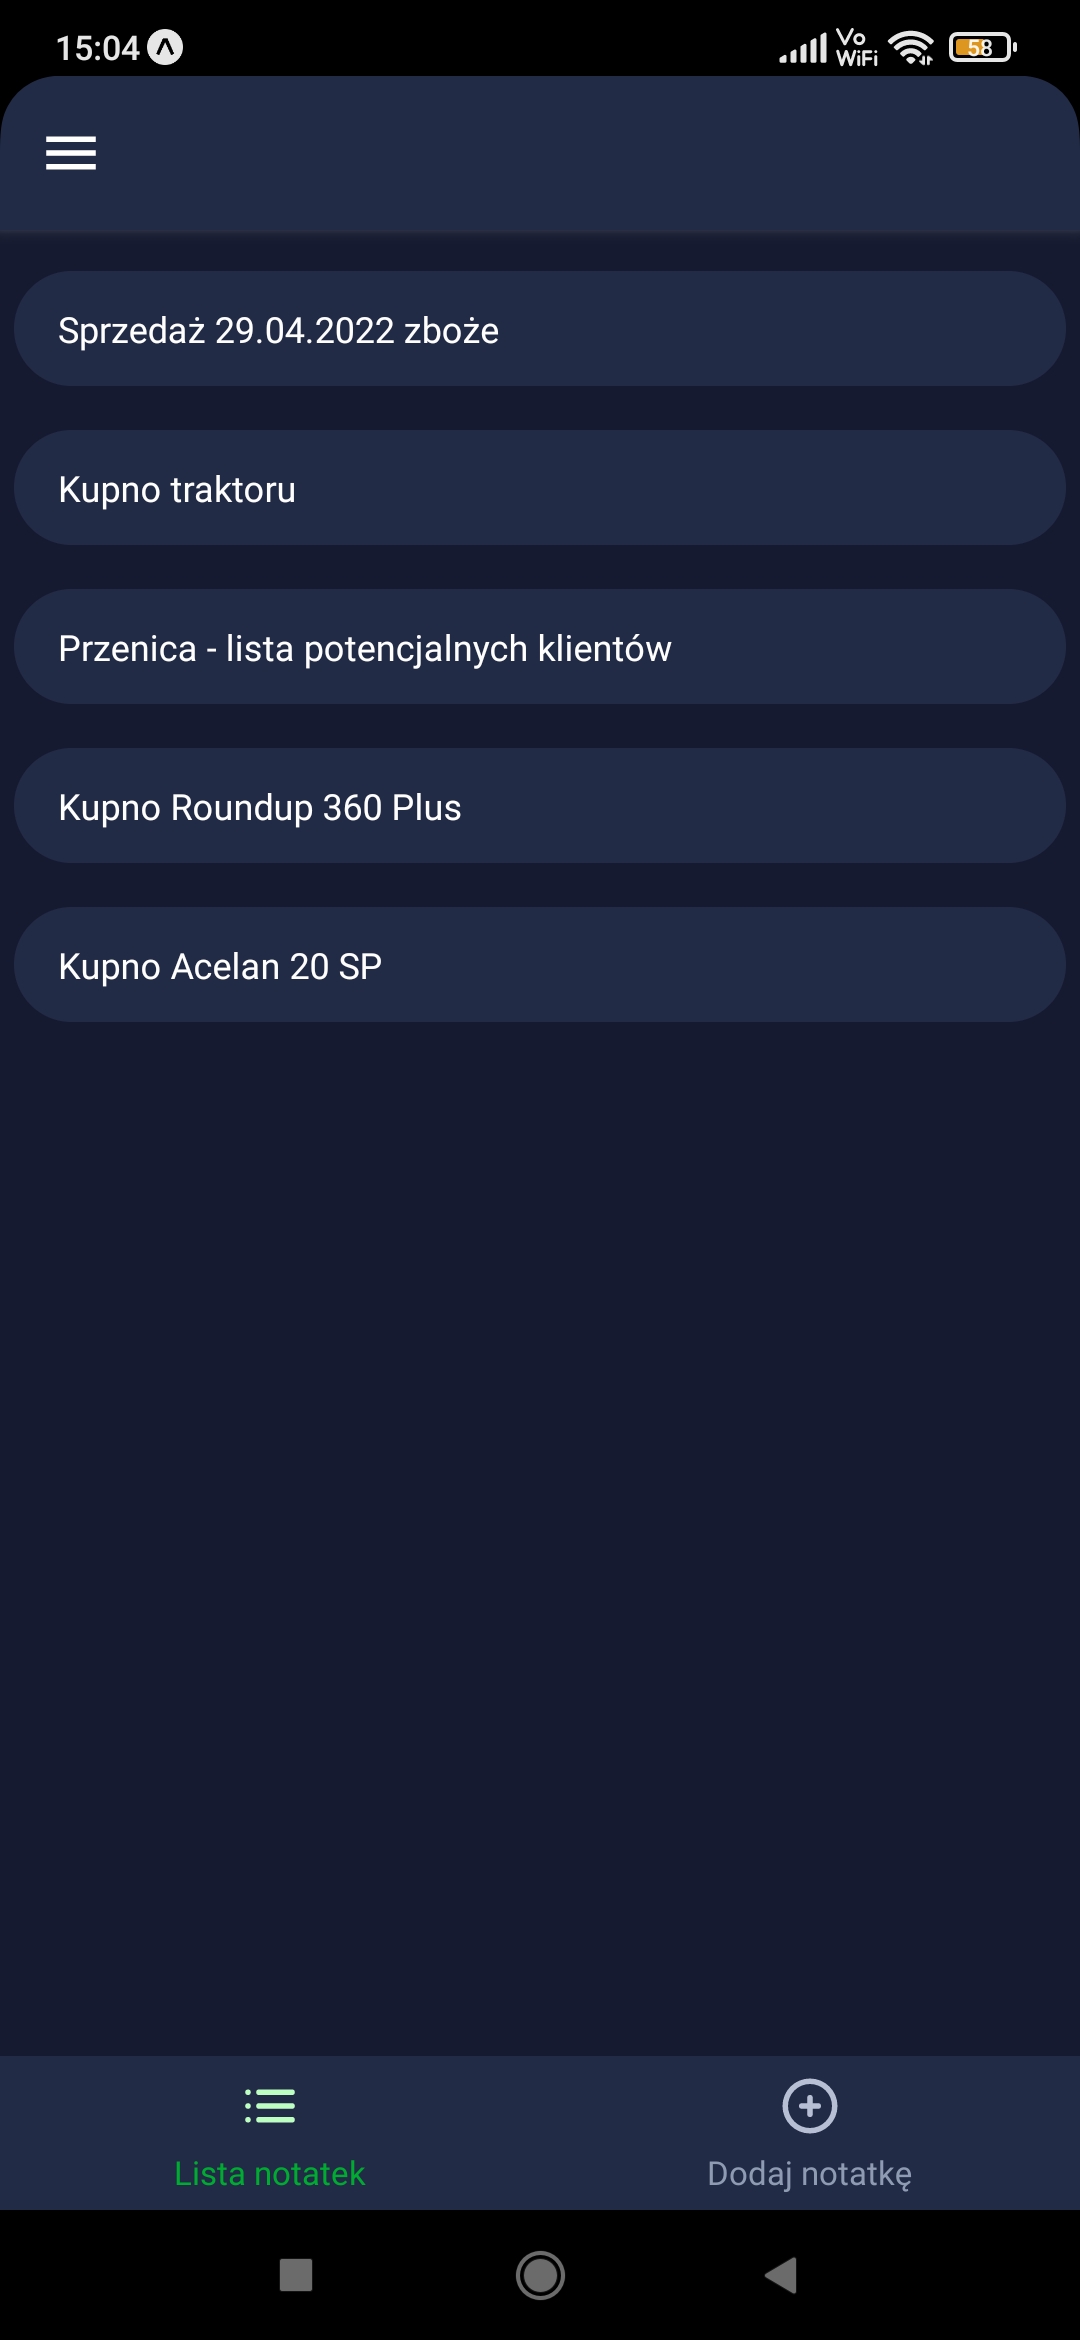 15:04
Vo
WiFi
58
Sprzedaż 29.04.2022 zboże
Kupno traktoru
Przenica - lista potencjalnych klientów
Kupno Roundup 360 Plus
Kupno Acelan 20 SP
Lista notatek
Dodaj notatkę